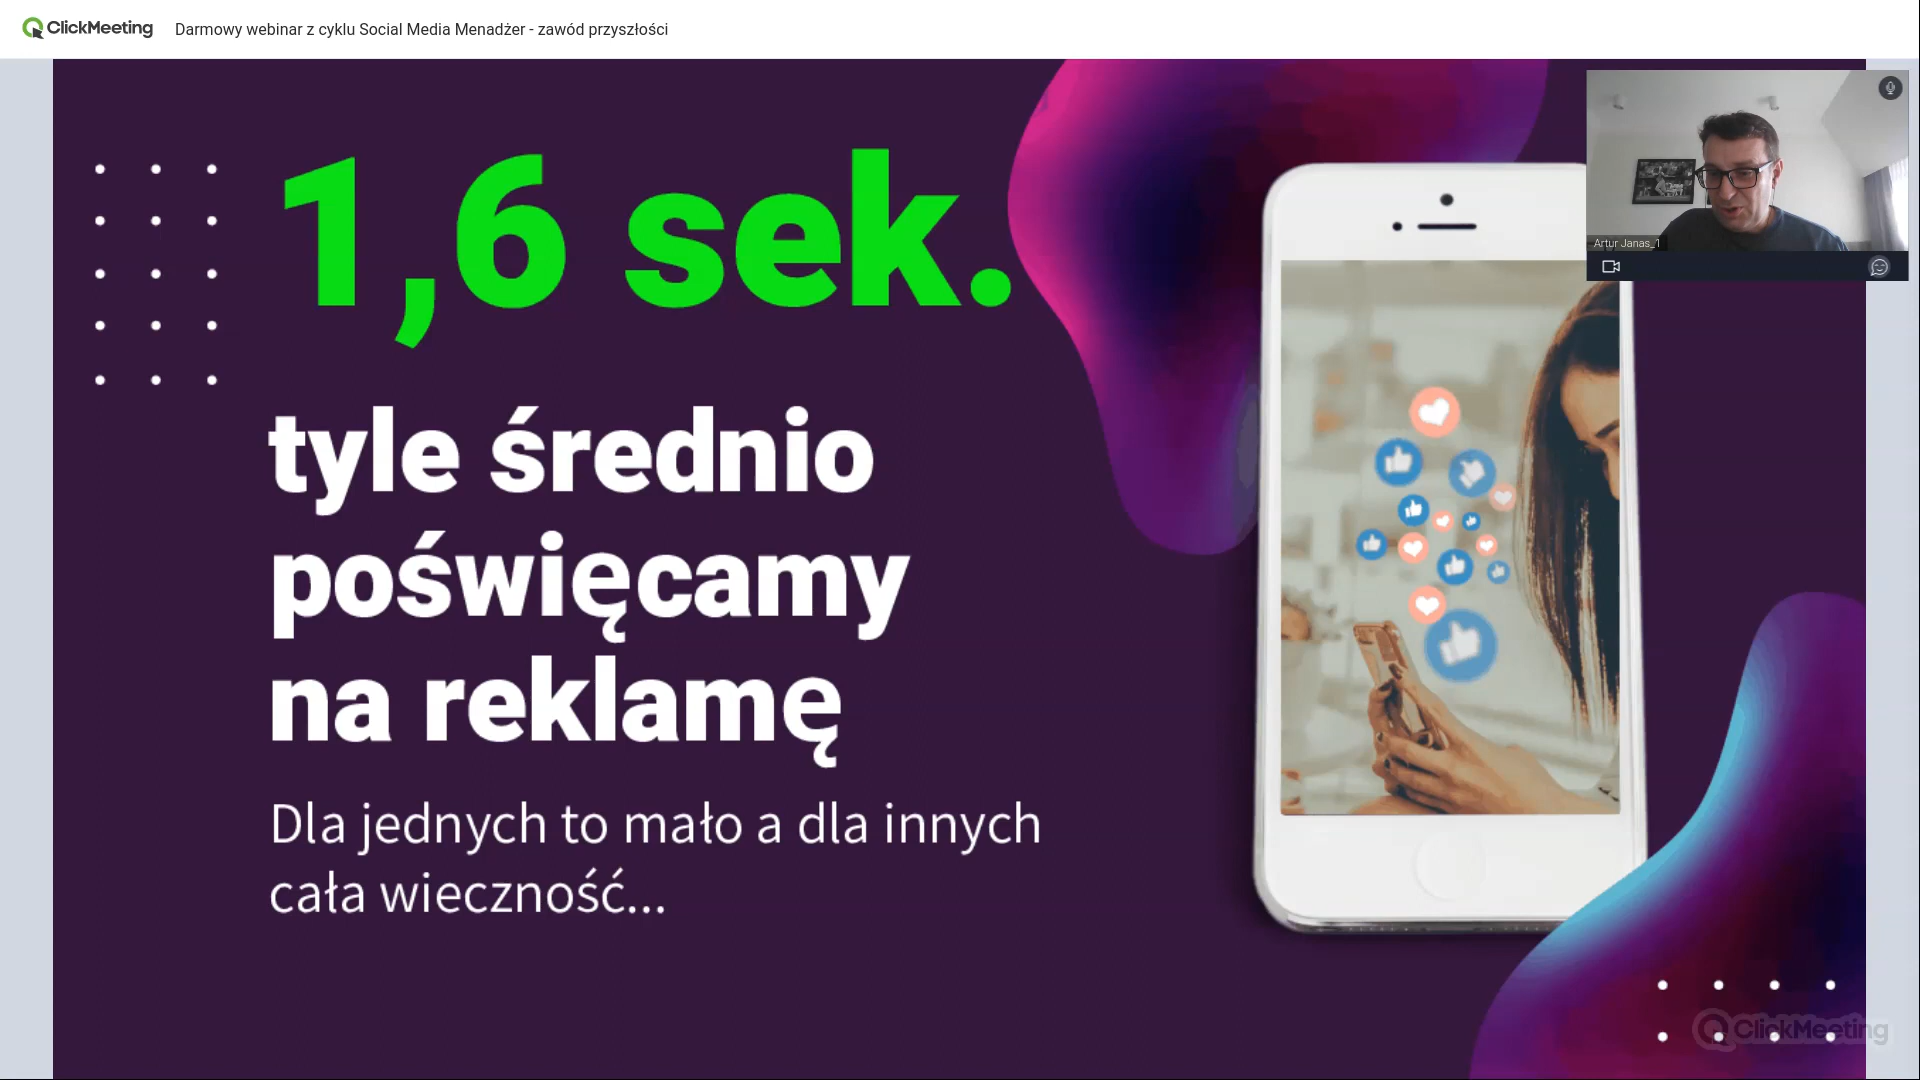 ClickMeeting
Darmowy webinar z cyklu Social Media Menadżer - zawód przyszłości
1,6 sek.
tyle średnio
poświęcamy
na reklamę
Dla jednych to mało a dla innych
cała wieczność...
Artur Janas_1
ClickMeeting